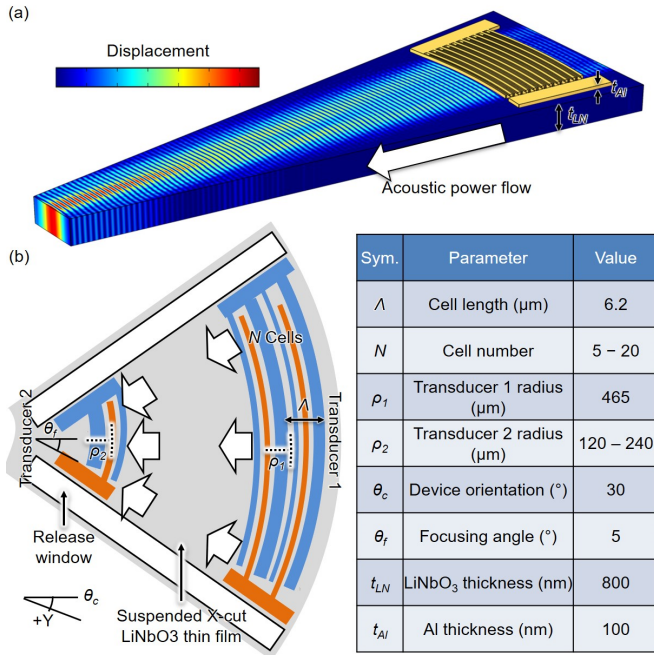 (a)
Displacement
t_Al
t_LN
Acoustic power flow
(b)
N Cells
Λ
Transducer 2
θ_f
ρ_2
ρ_1
Transducer 1
Release
window
θ_c
+Y
Suspended X-cut
LiNbO3 thin film
Sym. Parameter Value
Λ Cell length (μm) 6.2
N Cell number 5 − 20
ρ_1 Transducer 1 radius (μm) 465
ρ_2 Transducer 2 radius (μm) 120 – 240
θ_c Device orientation (°) 30
θ_f Focusing angle (°) 5
t_LN LiNbO₃ thickness (nm) 800
t_Al Al thickness (nm) 100